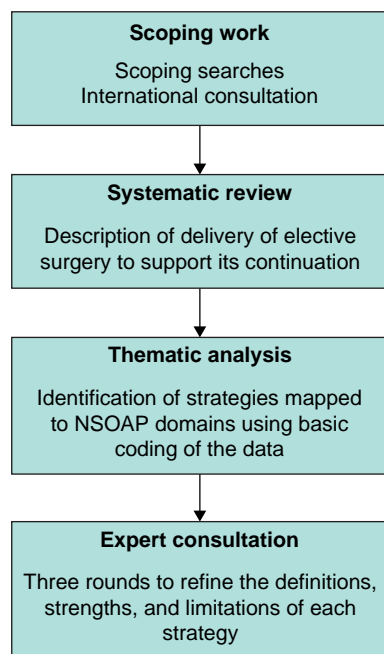 Scoping work
Scoping searches
International consultation
Systematic review
Description of delivery of elective
surgery to support its continuation
Thematic analysis
Identification of strategies mapped
to NSOAP domains using basic
coding of the data
Expert consultation
Three rounds to refine the definitions,
strengths, and limitations of each
strategy